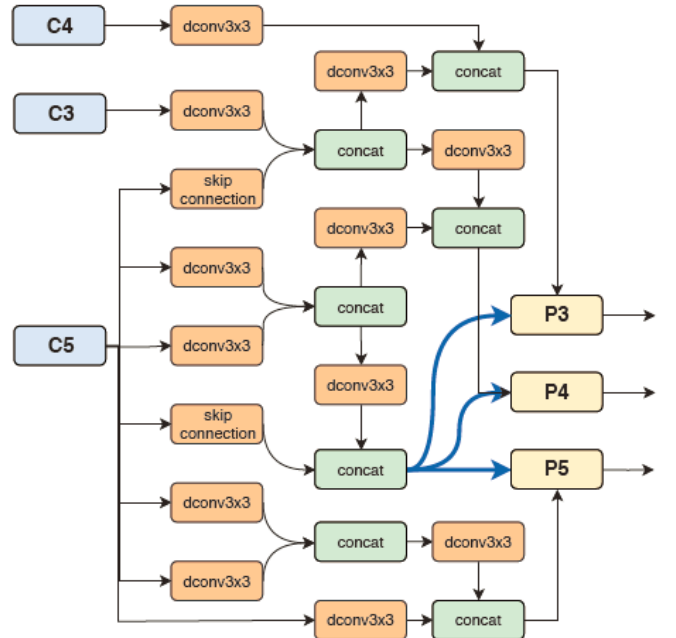 C4
dconv3x3
dconv3x3
concat
C3
dconv3x3
concat
dconv3x3
skip
connection
dconv3x3
concat
dconv3x3
concat
P3
C5
dconv3x3
dconv3x3
P4
skip
connection
concat
P5
dconv3x3
concat
dconv3x3
dconv3x3
dconv3x3
concat